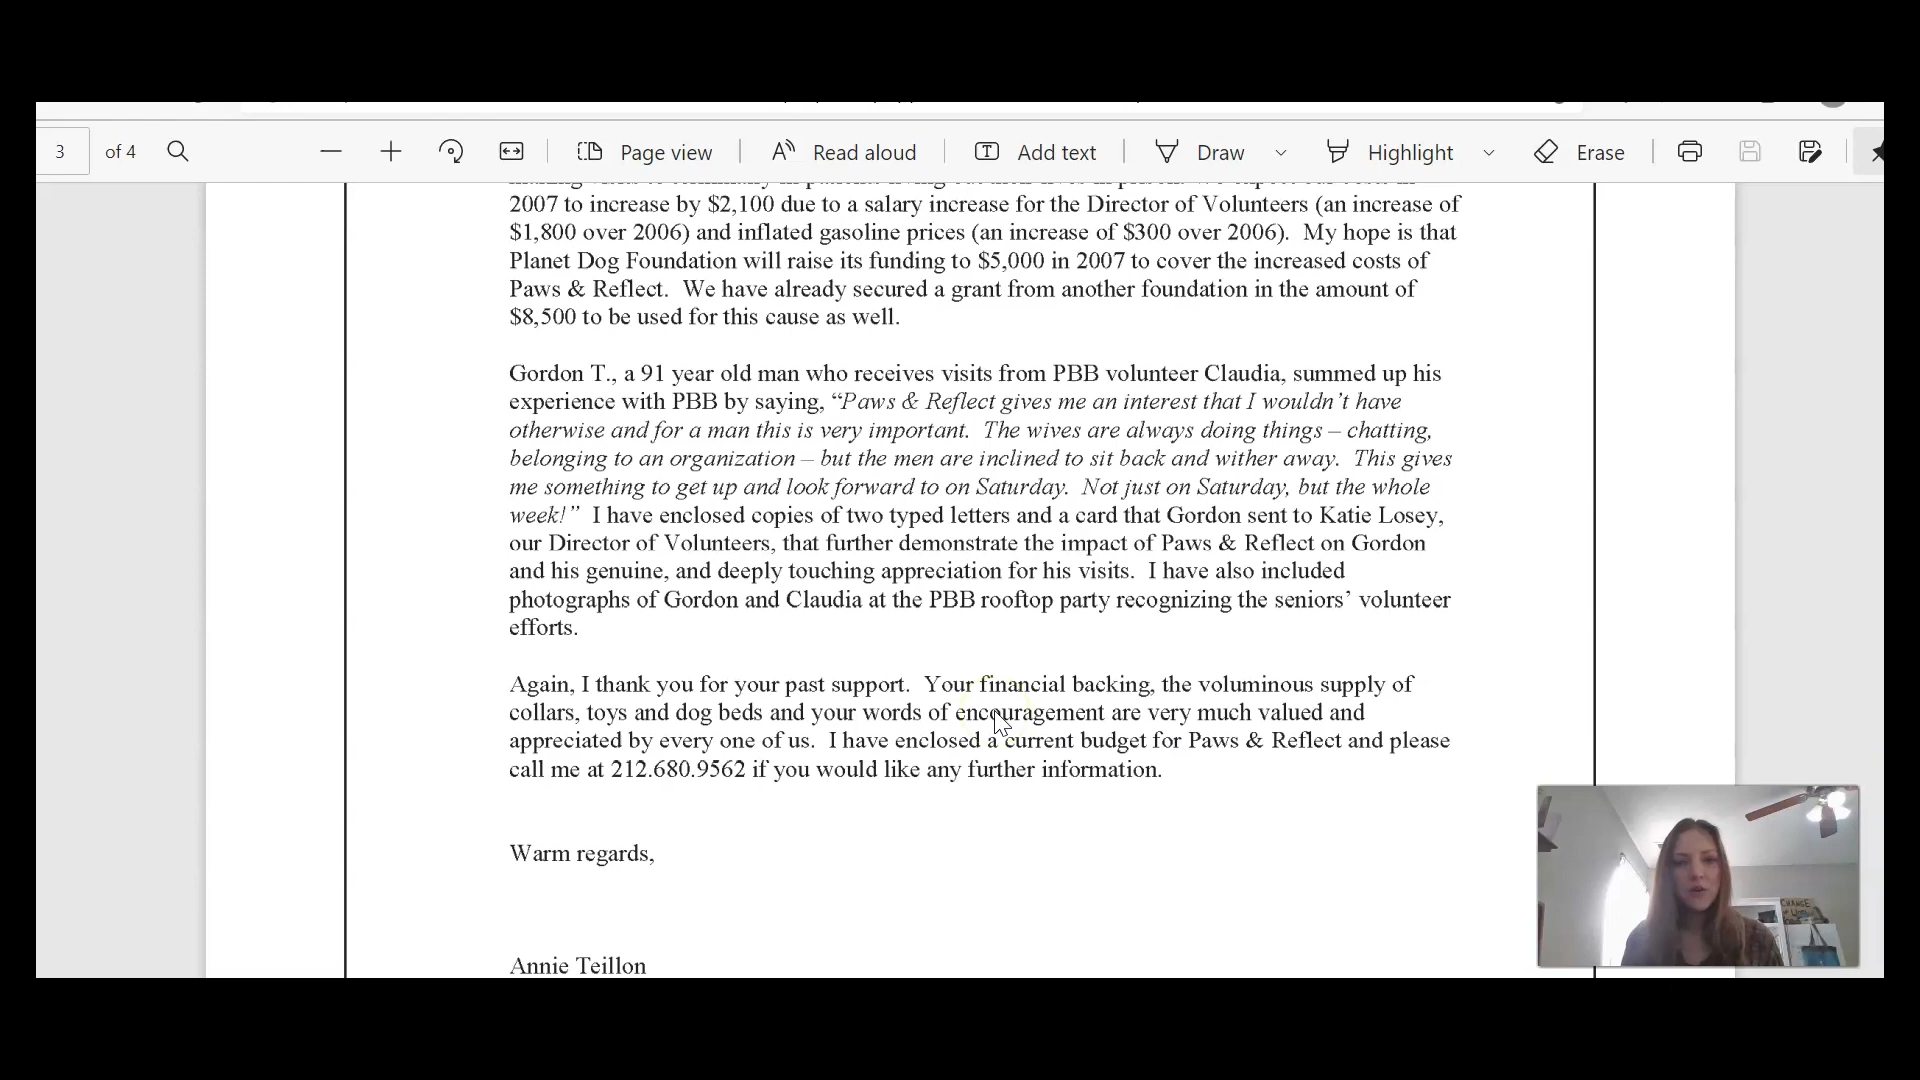 3 of 4 Page view Read aloud Add text Draw Highlight Erase
2007 to increase by $2,100 due to a salary increase for the Director of Volunteers (an increase of
$1,800 over 2006) and inflated gasoline prices (an increase of $300 over 2006). My hope is that
Planet Dog Foundation will raise its funding to $5,000 in 2007 to cover the increased costs of
Paws & Reflect. We have already secured a grant from another foundation in the amount of
$8,500 to be used for this cause as well.
Gordon T., a 91 year old man who receives visits from PBB volunteer Claudia, summed up his
experience with PBB by saying, “Paws & Reflect gives me an interest that I wouldn’t have
otherwise and for a man this is very important. The wives are always doing things – chatting,
belonging to an organization – but the men are inclined to sit back and wither away. This gives
me something to get up and look forward to on Saturday. Not just on Saturday, but the whole
week!” I have enclosed copies of two typed letters and a card that Gordon sent to Katie Losey,
our Director of Volunteers, that further demonstrate the impact of Paws & Reflect on Gordon
and his genuine, and deeply touching appreciation for his visits. I have also included
photographs of Gordon and Claudia at the PBB rooftop party recognizing the seniors’ volunteer
efforts.
Again, I thank you for your past support. Your financial backing, the voluminous supply of
collars, toys and dog beds and your words of encouragement are very much valued and
appreciated by every one of us. I have enclosed a current budget for Paws & Reflect and please
call me at 212.680.9562 if you would like any further information.
Warm regards,
Annie Teillon
CHANGE